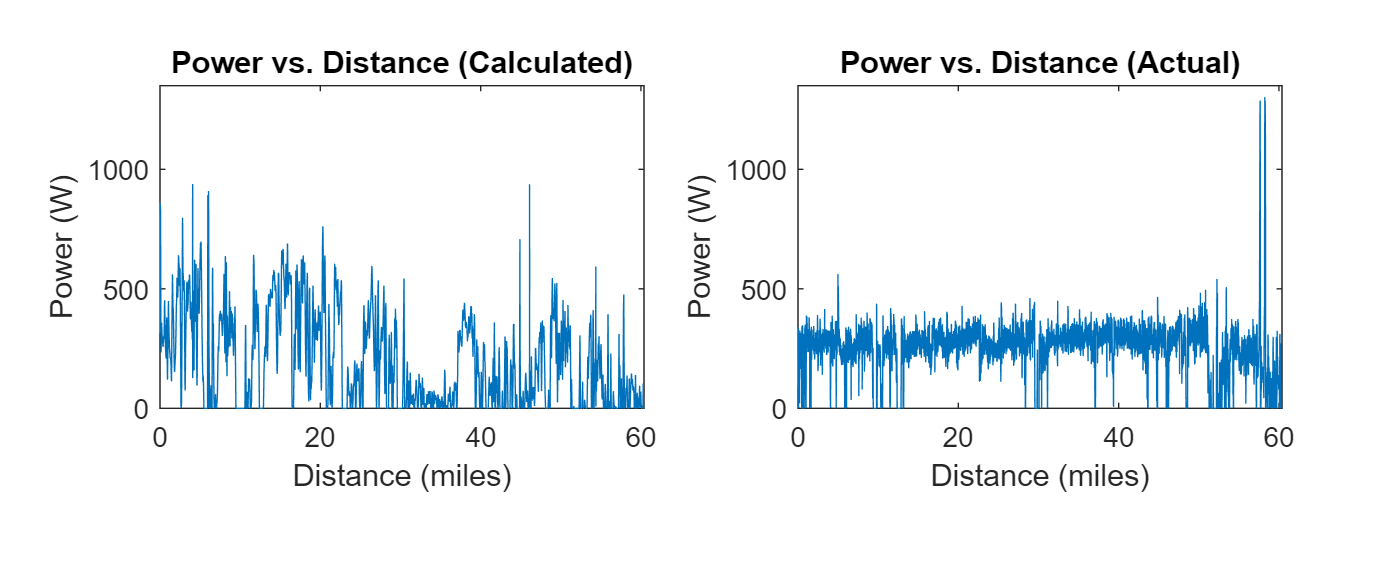 Power vs. Distance (Calculated)
Power (W)
1000
500
0
0 20 40 60
Distance (miles)
Power vs. Distance (Actual)
Power (W)
1000
500
0
0 20 40 60
Distance (miles)